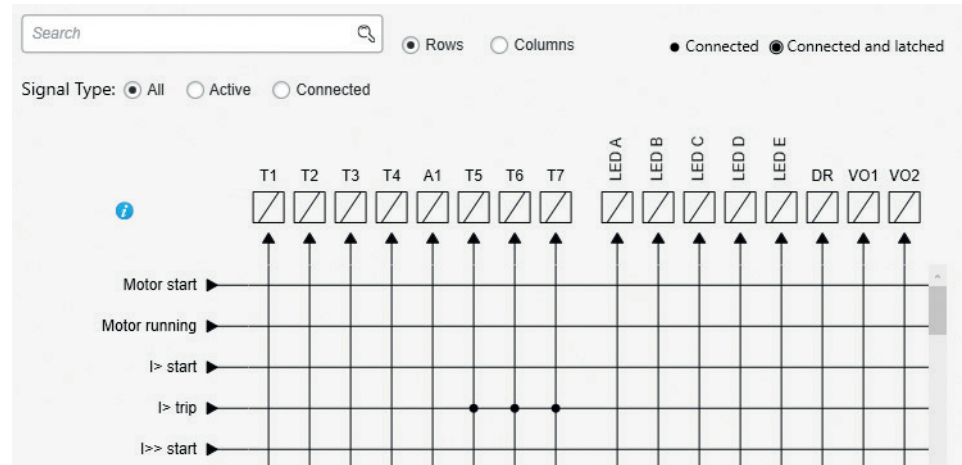 Search
Rows Columns Connected Connected and latched
Signal Type: All Active Connected
T1 T2 T3 T4 A1 T5 T6 T7 LED A LED B LED C LED D LED E DR VO1 VO2
i
Motor start
Motor running
I> start
I> trip
I>> start